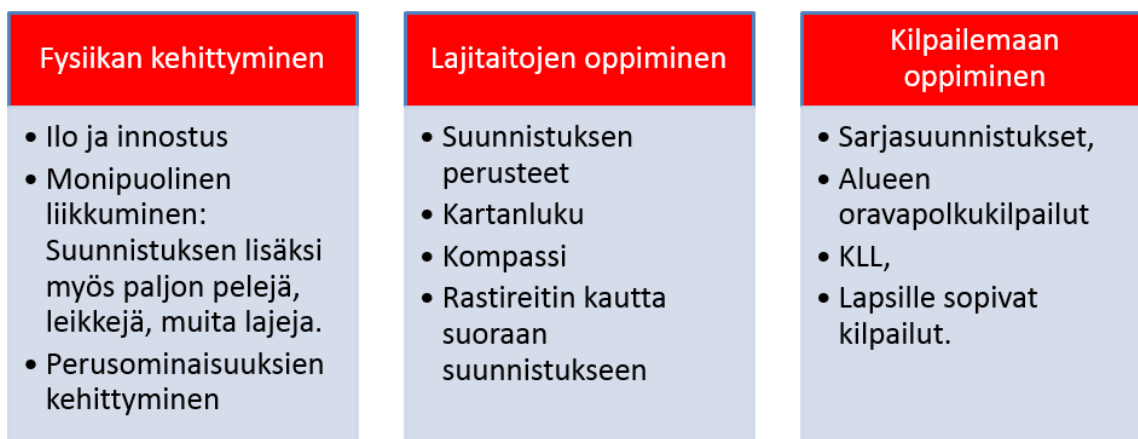 Fysiikan kehittyminen
• Ilo ja innostus
• Monipuolinen
liikkuminen:
Suunnistuksen lisäksi
myös paljon pelejä,
leikkejä, muita lajeja.
• Perusominaisuuksien
kehittyminen
Lajitaitojen oppiminen
• Suunnistuksen
perusteet
• Kartanluku
• Kompassi
• Rastireitin kautta
suoraan
suunnistukseen
Kilpailemaan
oppiminen
• Sarjasuunnistukset,
• Alueen
oravapolkukilpailut
• KLL,
• Lapsille sopivat
kilpailut.